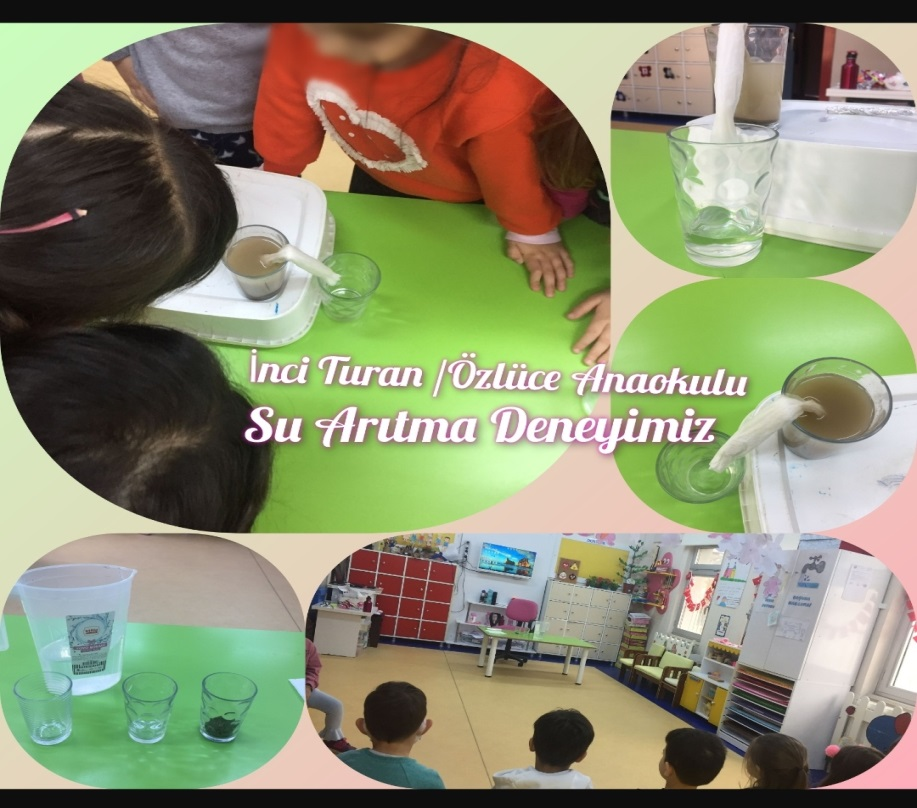 İnci Turan /Özlüce Anaokulu
Su Arıtma Deneyimiz